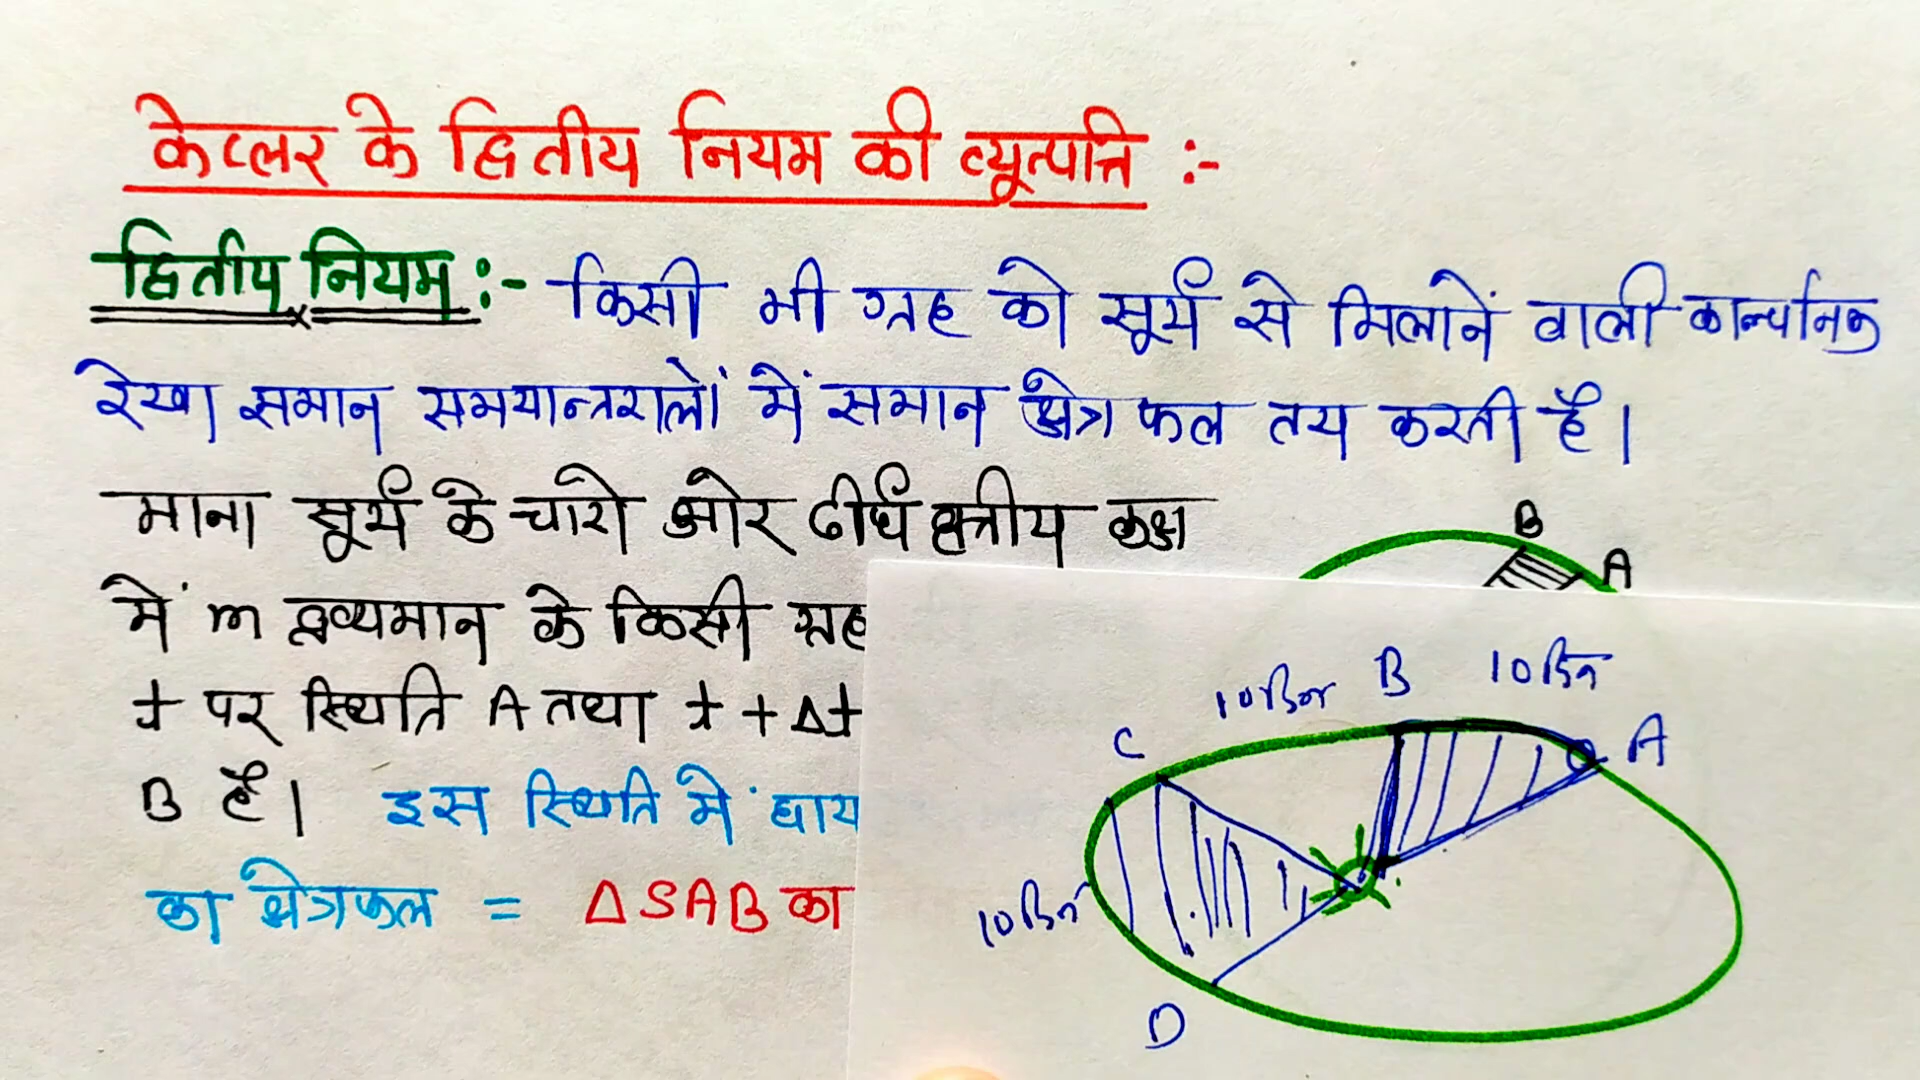 केप्लर के द्वितीय नियम की व्यूत्पत्ति :-
द्वितीय नियम :- किसी भी ग्रह को सूर्य से मिलानें वाली काल्पनिक
रेखा समान समयान्तरालों में समान क्षेत्रफल तय करती है।
माना सूर्य के चारो ओर दीर्घवृत्तीय कक्ष
में m द्रव्यमान के किसी ग्रह
t पर स्थिति A तथा t + Δt
B है। इस स्थिति में
का क्षेत्रफल = ΔSAB का
B
A
10 दिन B 10 दिन
C A
10 दिन
D